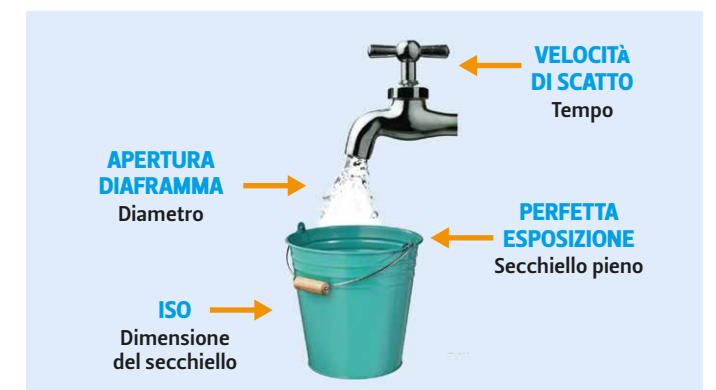 VELOCITÀ
DI SCATTO
Tempo
APERTURA
DIAFRAMMA
Diametro
PERFETTA
ESPOSIZIONE
Secchiello pieno
ISO
Dimensione
del secchiello